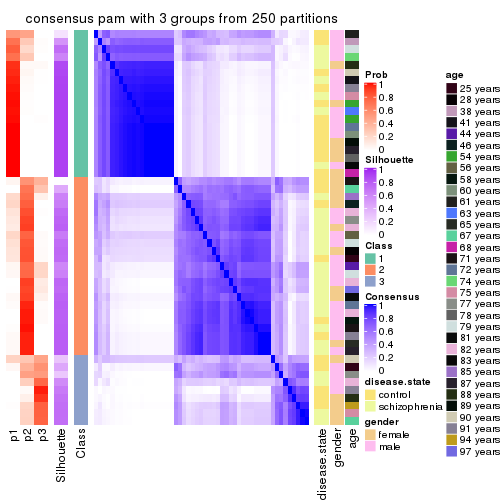 consensus pam with 3 groups from 250 partitions
p1
p2
p3
Silhouette
Class
disease.state
gender
age
Prob
1
0.8
0.6
0.4
0.2
0
Silhouette
1
0.8
0.6
0.4
0.2
0
Class
1
2
3
Consensus
1
0.8
0.6
0.4
0.2
0
disease.state
control
schizophrenia
gender
female
male
age
25 years
28 years
38 years
41 years
44 years
46 years
54 years
56 years
58 years
60 years
61 years
63 years
65 years
67 years
68 years
71 years
72 years
74 years
75 years
77 years
78 years
79 years
81 years
82 years
83 years
85 years
87 years
88 years
89 years
90 years
91 years
94 years
97 years